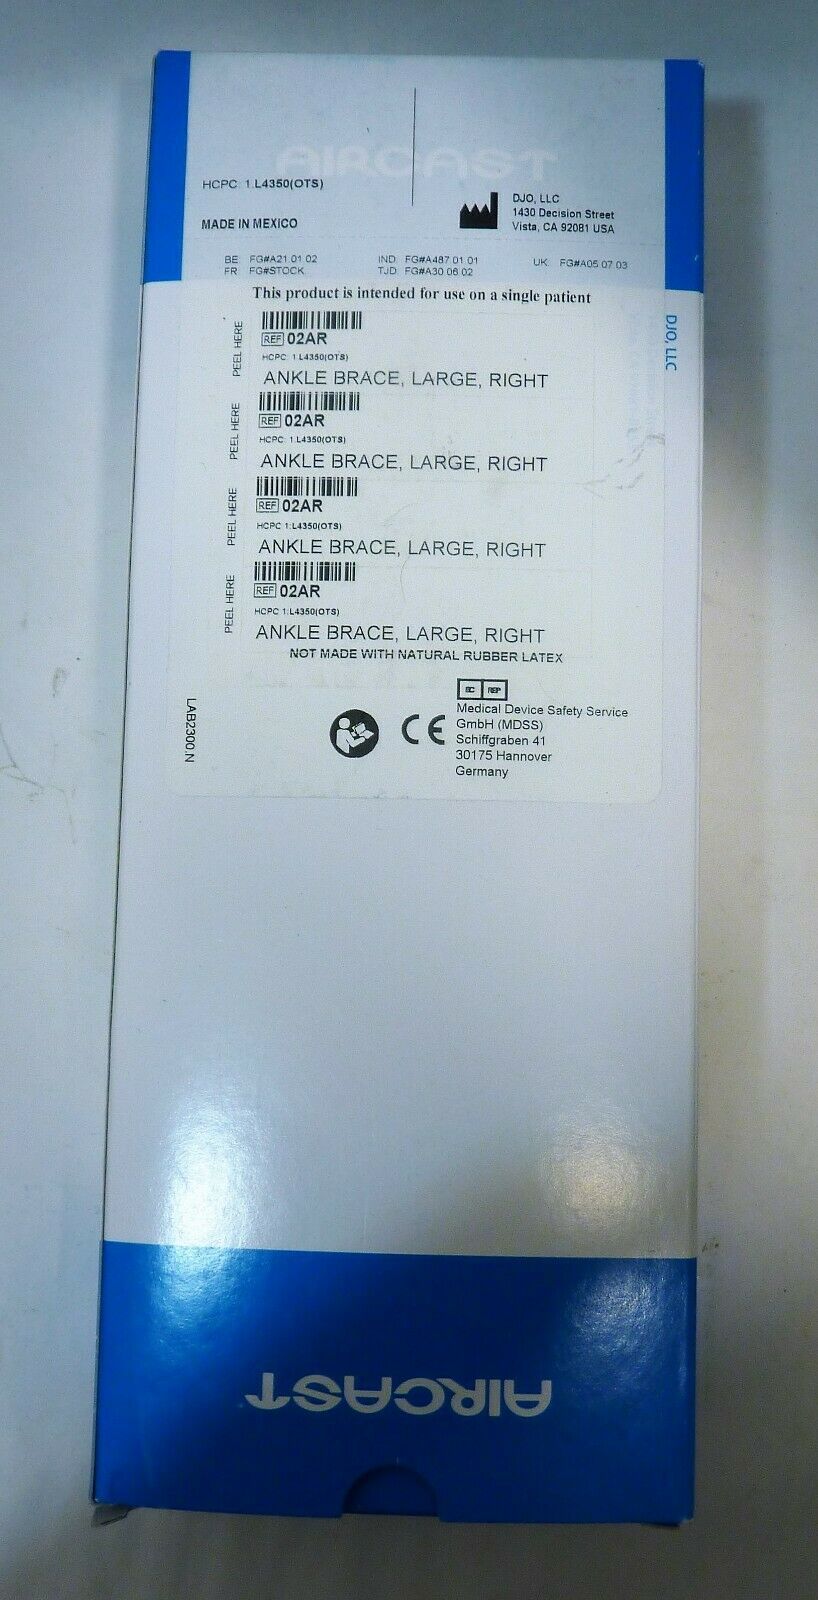 AIRCAST
HCPC: 1:L4350(OTS)
MADE IN MEXICO
DJO, LLC
1430 Decision Street
Vista, CA 92081 USA
BE: FG#A21.01.02 IND: FG#A487.01.01 UK: FG#A05.07.03
FR: FG#STOCK TJD: FG#A30.06.02
This product is intended for use on a single patient
PEEL HERE
REF 02AR
HCPC: 1:L4350(OTS)
ANKLE BRACE, LARGE, RIGHT
PEEL HERE
REF 02AR
HCPC: 1:L4350(OTS)
ANKLE BRACE, LARGE, RIGHT
PEEL HERE
REF 02AR
HCPC 1:L4350(OTS)
ANKLE BRACE, LARGE, RIGHT
PEEL HERE
REF 02AR
HCPC 1:L4350(OTS)
ANKLE BRACE, LARGE, RIGHT
NOT MADE WITH NATURAL RUBBER LATEX
DJO, LLC
LAB2300.N
CE
EC REP
Medical Device Safety Service
GmbH (MDSS)
Schiffgraben 41
30175 Hannover
Germany
AIRCAST